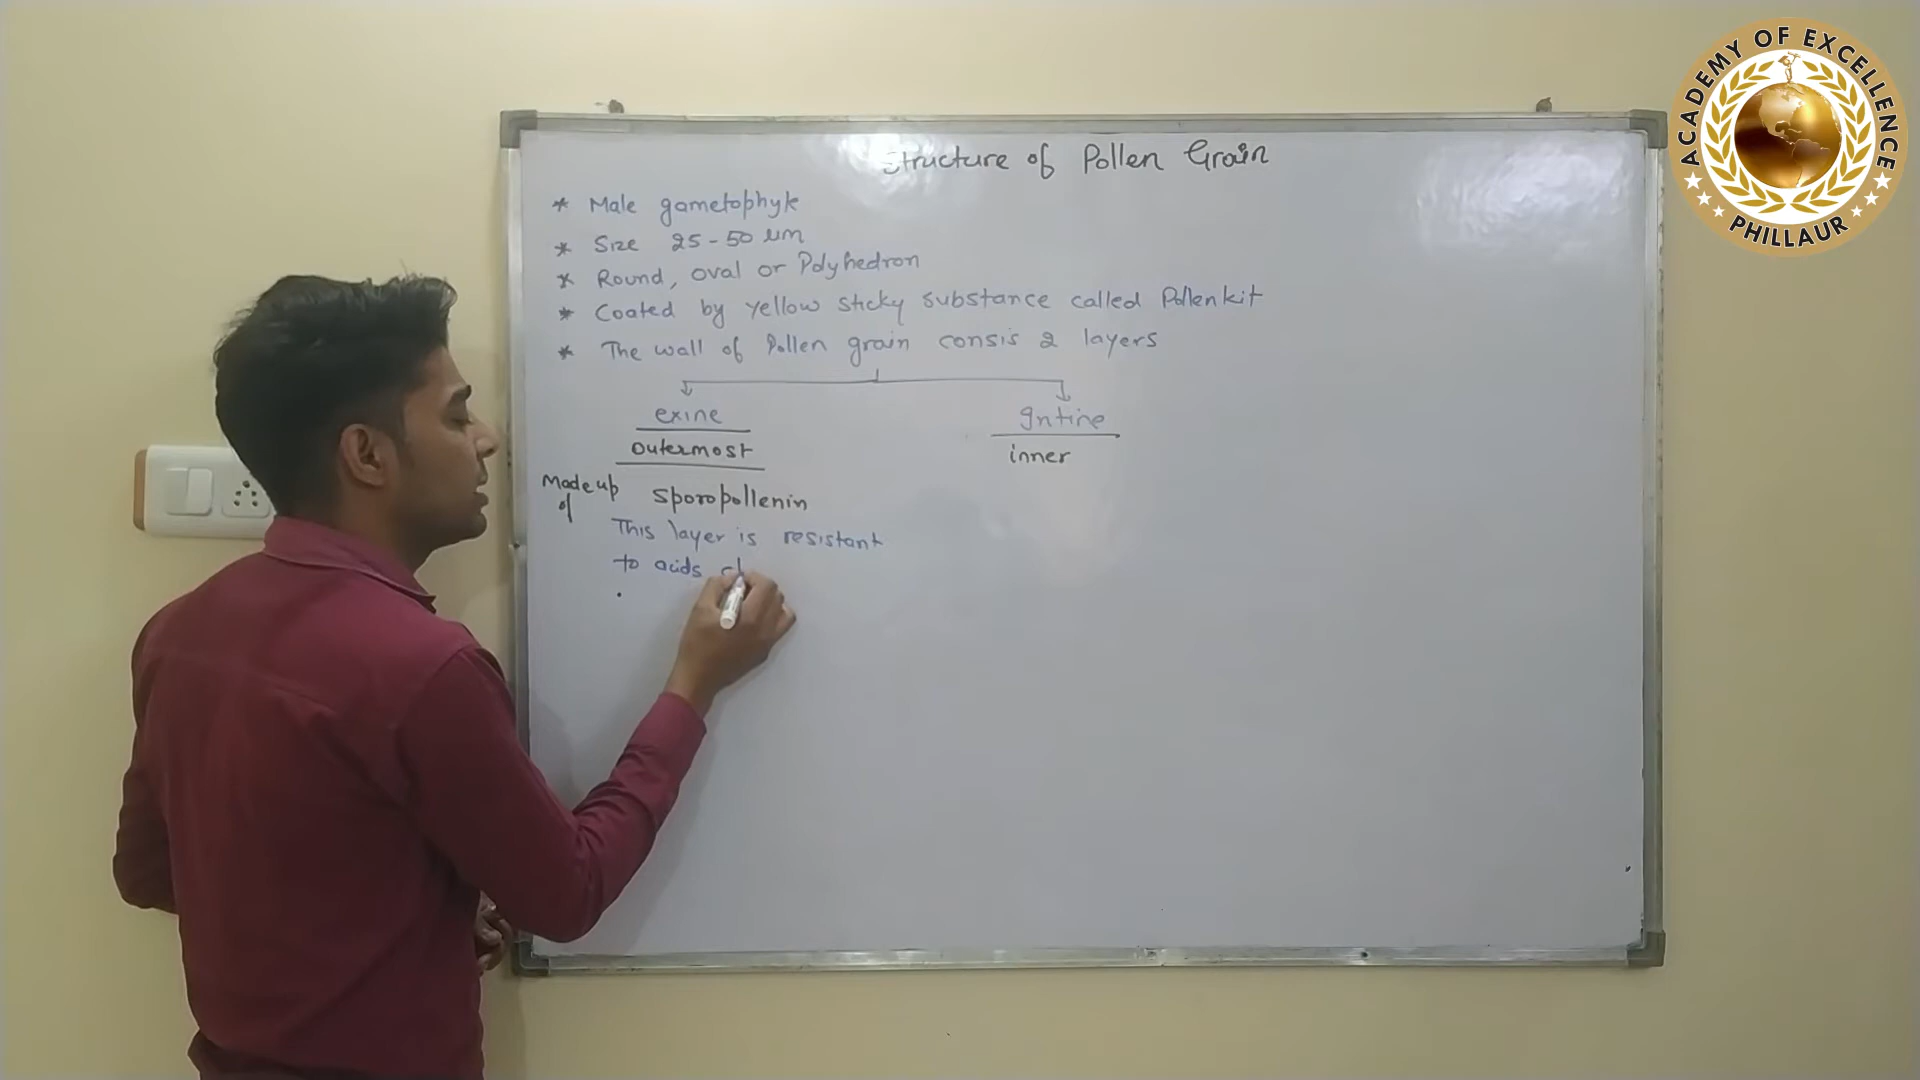 Structure of Pollen Grain
* Male gametophyte
* Size 25-50 um
* Round, oval or Polyhedron
* Coated by yellow sticky substance called Pollenkit
* The wall of Pollen grain consis 2 layers
exine Intine
outermost inner
Made up of sporopollenin
This layer is resistant
to acids
ACADEMY OF EXCELLENCE
PHILLAUR